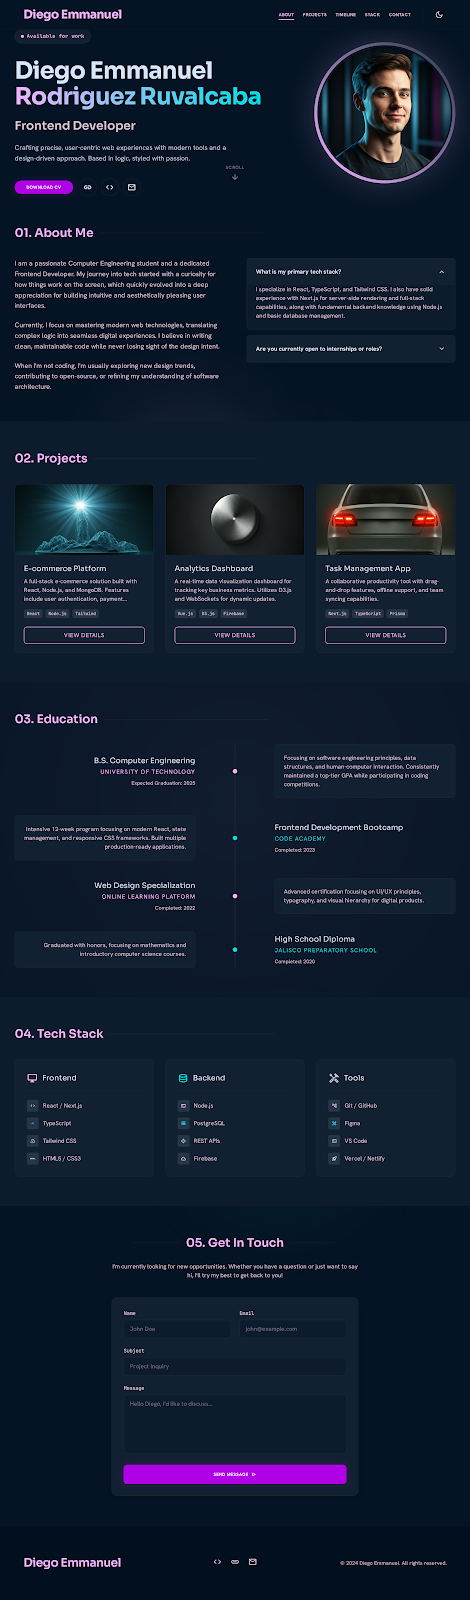 Diego Emmanuel
ABOUT
PROJECTS
TIMELINE
STACK
CONTACT
Available for work
Diego Emmanuel
Rodriguez Ruvalcaba
Frontend Developer
Crafting precise, user-centric web experiences with modern tools and a
design-driven approach. Based in logic, styled with passion.
SCROLL
DOWNLOAD CV
01. About Me
I am a passionate Computer Engineering student and a dedicated
Frontend Developer. My journey into tech started with a curiosity for
how things work on the screen, which quickly evolved into a deep
appreciation for building intuitive and aesthetically pleasing user
interfaces.
Currently, I focus on mastering modern web technologies, translating
complex logic into seamless digital experiences. I believe in writing
clean, maintainable code while never losing sight of the design intent.
When I'm not coding, I'm usually exploring new design trends,
contributing to open-source, or refining my understanding of software
architecture.
What is my primary tech stack?
I specialize in React, TypeScript, and Tailwind CSS. I also have solid
experience with Next.js for server-side rendering and full-stack
capabilities, along with fundamental backend knowledge using Node.js
and basic database management.
Are you currently open to internships or roles?
02. Projects
E-commerce Platform
A full-stack e-commerce solution built with
React, Node.js, and MongoDB. Features
include user authentication, payment...
React
Node.js
Tailwind
VIEW DETAILS
Analytics Dashboard
A real-time data visualization dashboard for
tracking key business metrics. Utilizes D3.js
and WebSockets for dynamic updates.
Vue.js
D3.js
Firebase
VIEW DETAILS
Task Management App
A collaborative productivity tool with drag-
and-drop features, offline support, and team
syncing capabilities.
Next.js
TypeScript
Prisma
VIEW DETAILS
03. Education
B.S. Computer Engineering
UNIVERSITY OF TECHNOLOGY
Expected Graduation: 2025
Focusing on software engineering principles, data
structures, and human-computer interaction. Consistently
maintained a top-tier GPA while participating in coding
competitions.
Intensive 12-week program focusing on modern React, state
management, and responsive CSS frameworks. Built multiple
production-ready applications.
Frontend Development Bootcamp
CODE ACADEMY
Completed: 2023
Web Design Specialization
ONLINE LEARNING PLATFORM
Completed: 2022
Advanced certification focusing on UI/UX principles,
typography, and visual hierarchy for digital products.
Graduated with honors, focusing on mathematics and
introductory computer science courses.
High School Diploma
JALISCO PREPARATORY SCHOOL
Completed: 2020
04. Tech Stack
Frontend
React / Next.js
TypeScript
Tailwind CSS
HTML5 / CSS3
Backend
Node.js
PostgreSQL
REST APIs
Firebase
Tools
Git / GitHub
Figma
VS Code
Vercel / Netlify
05. Get In Touch
I'm currently looking for new opportunities. Whether you have a question or just want to say
hi, I'll try my best to get back to you!
Name
John Doe
Email
john@example.com
Subject
Project Inquiry
Message
Hello Diego, I'd like to discuss...
SEND MESSAGE
Diego Emmanuel
© 2024 Diego Emmanuel. All rights reserved.